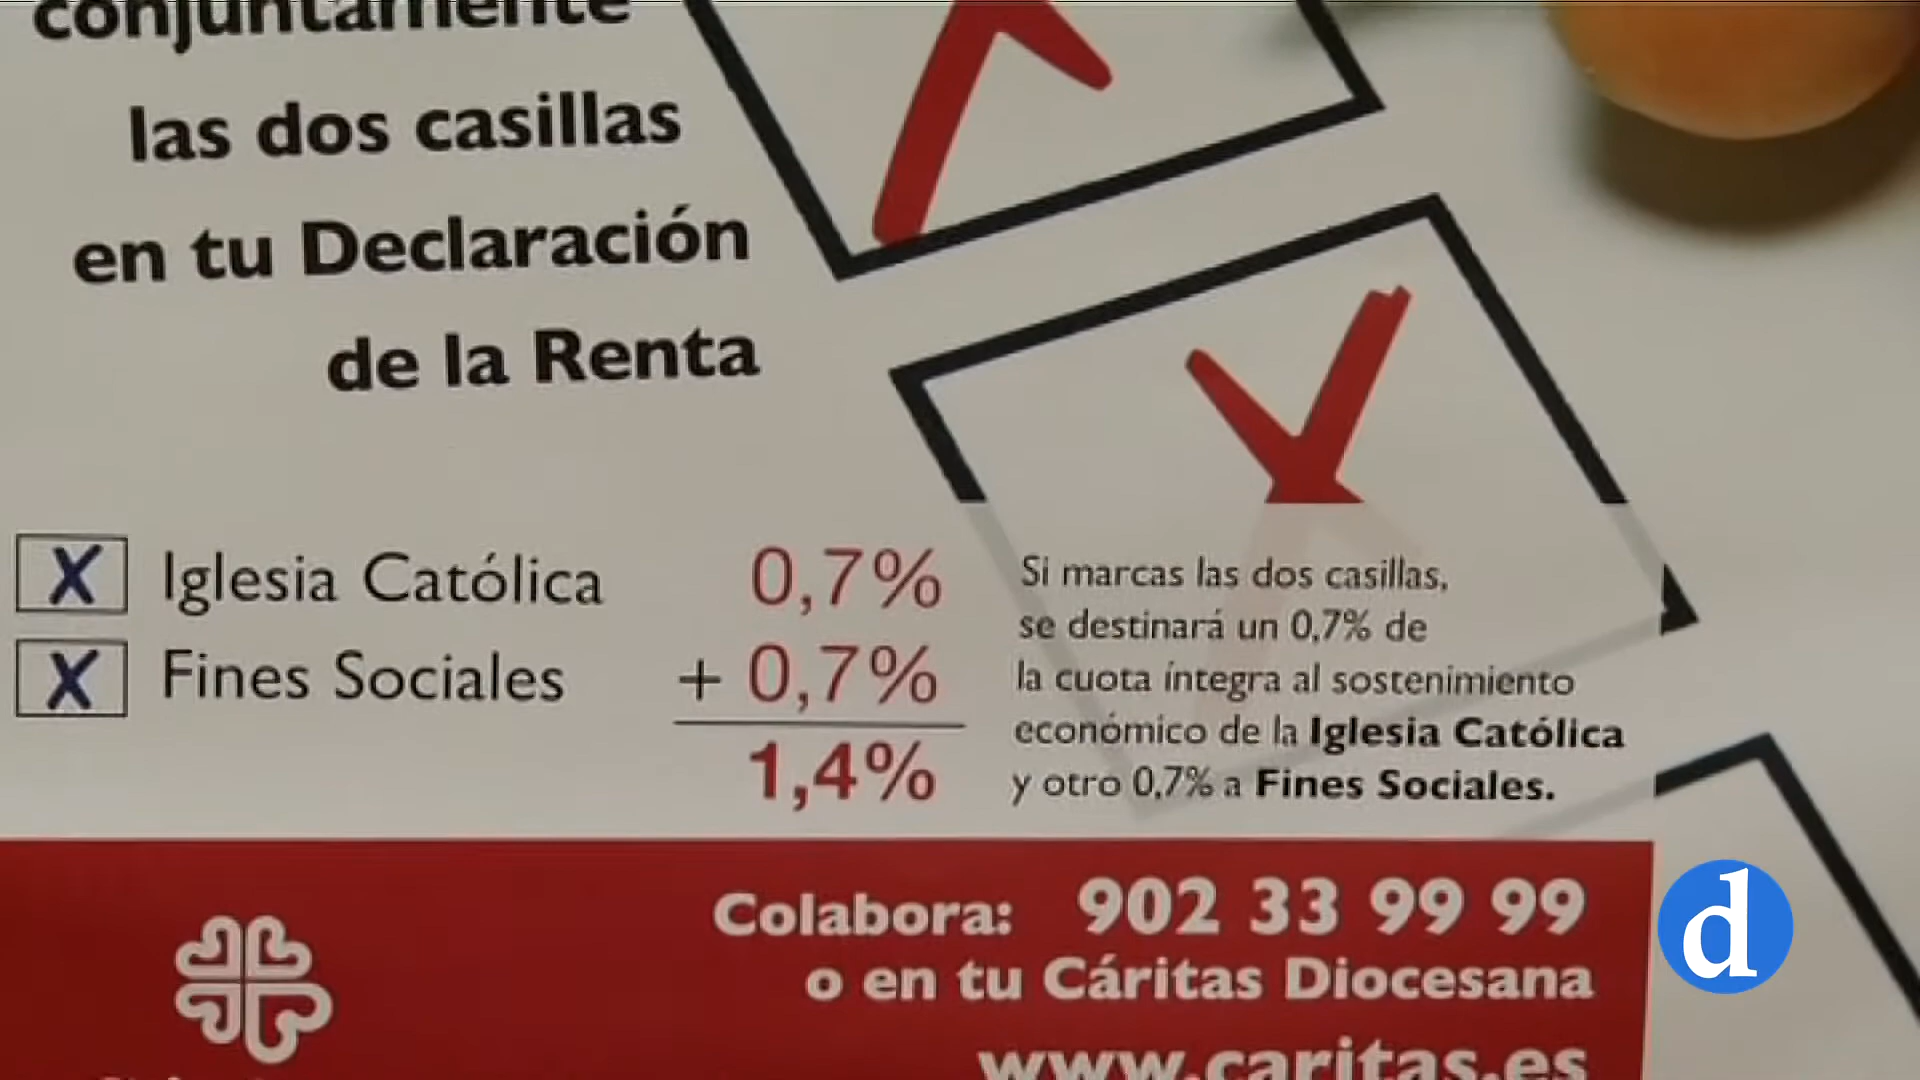 conjuntamente
las dos casillas
en tu Declaración
de la Renta
X Iglesia Católica 0,7%
X Fines Sociales + 0,7%
1,4%
Si marcas las dos casillas,
se destinará un 0,7% de
la cuota íntegra al sostenimiento
económico de la Iglesia Católica
y otro 0,7% a Fines Sociales.
Colabora: 902 33 99 99
o en tu Cáritas Diocesana
www.caritas.es
d